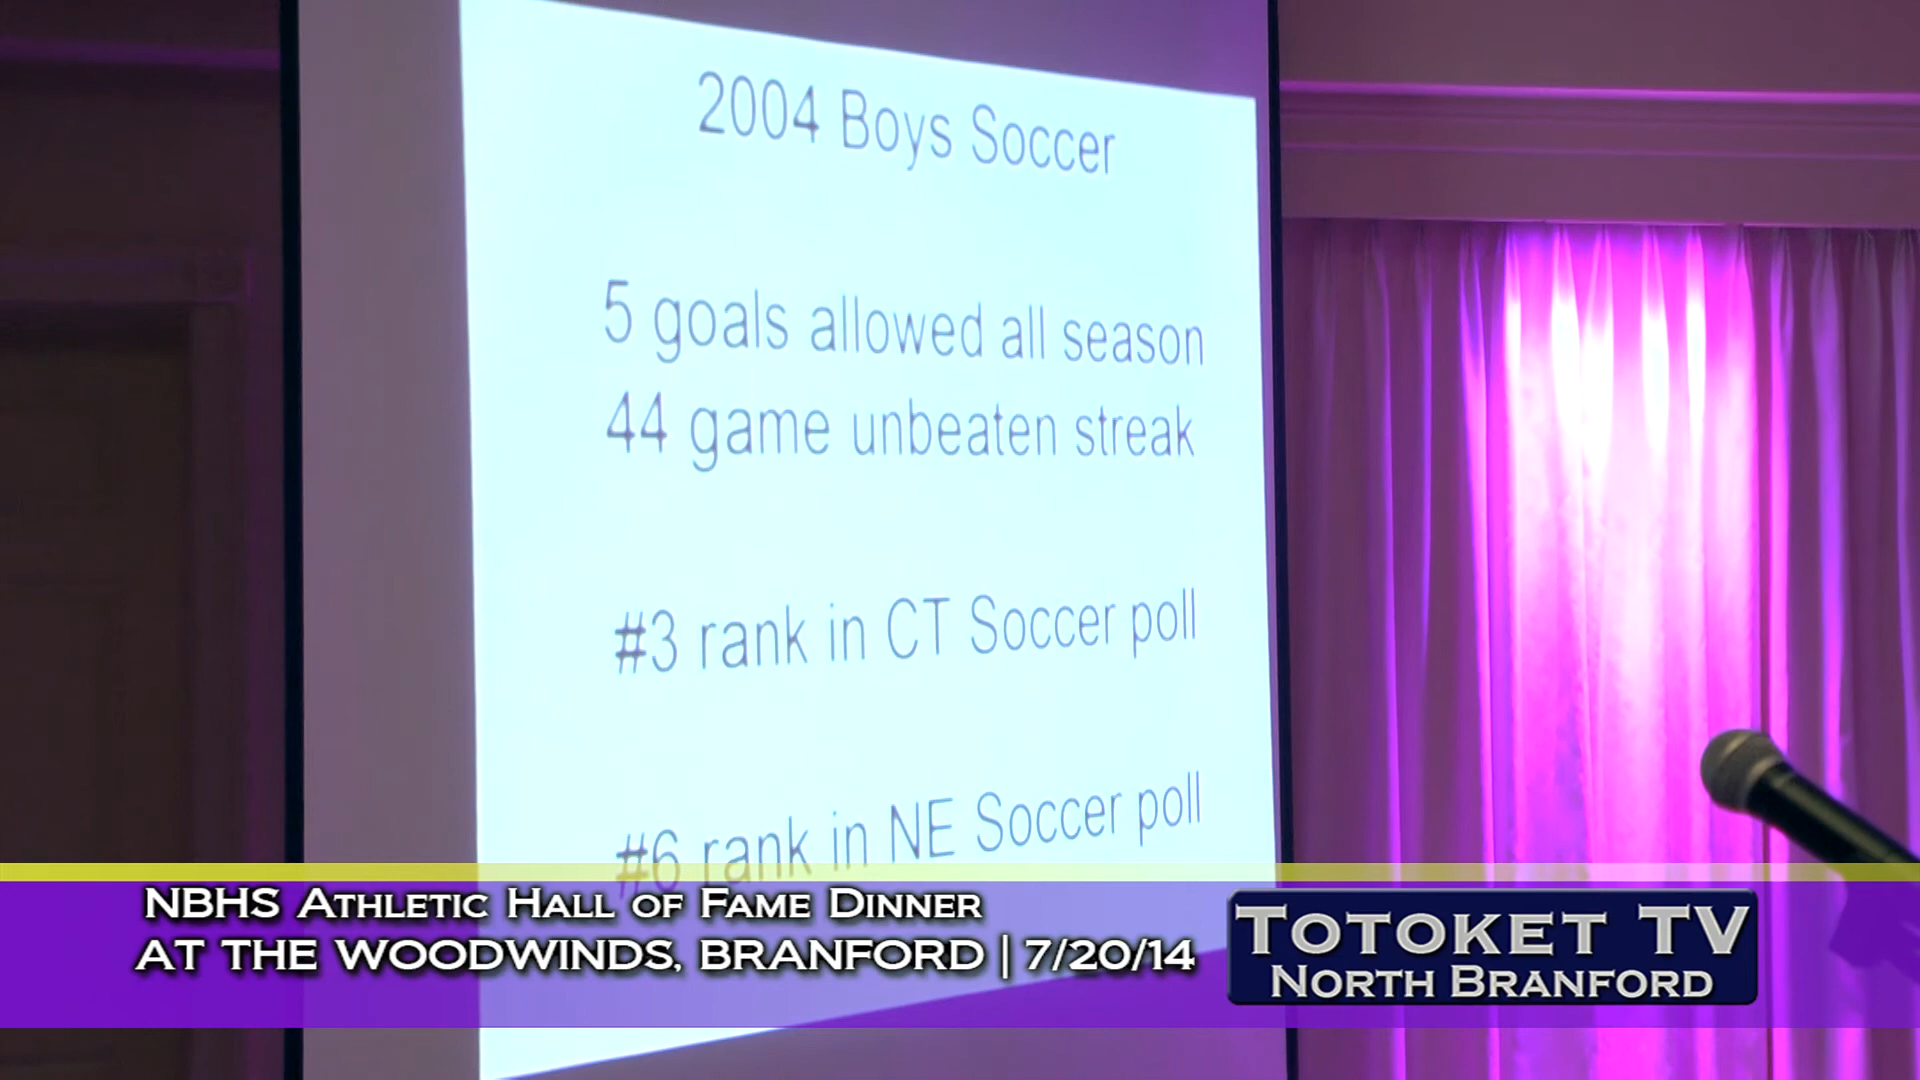 2004 Boys Soccer
5 goals allowed all season
44 game unbeaten streak
#3 rank in CT Soccer poll
#6 rank in NE Soccer poll
NBHS Athletic Hall of Fame Dinner
AT THE WOODWINDS, BRANFORD | 7/20/14
TOTOKET TV
NORTH BRANFORD